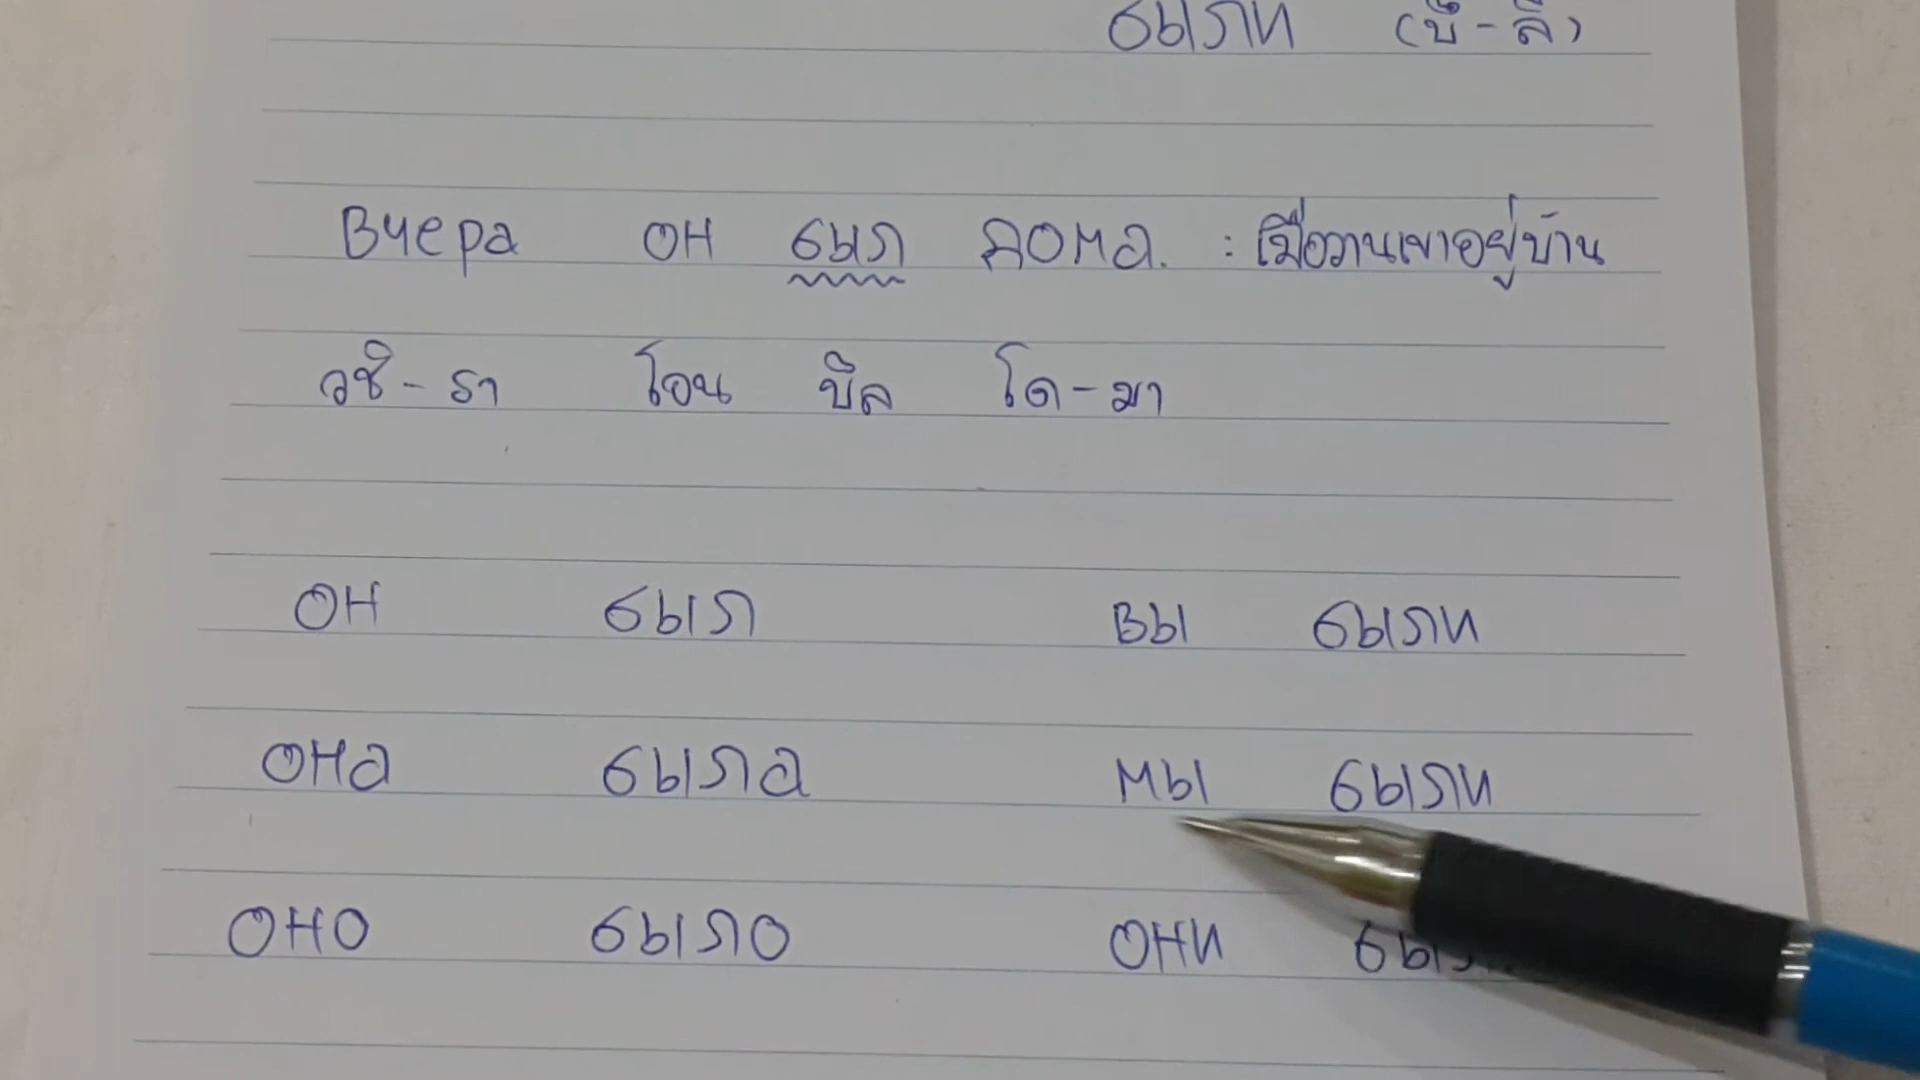 были (บึ - ลิ)
Вчера он был дома. : เมื่อวานเขาอยู่บ้าน
วชิ - รา โอน บึล โด - มา
он был вы были
она была мы были
оно было они